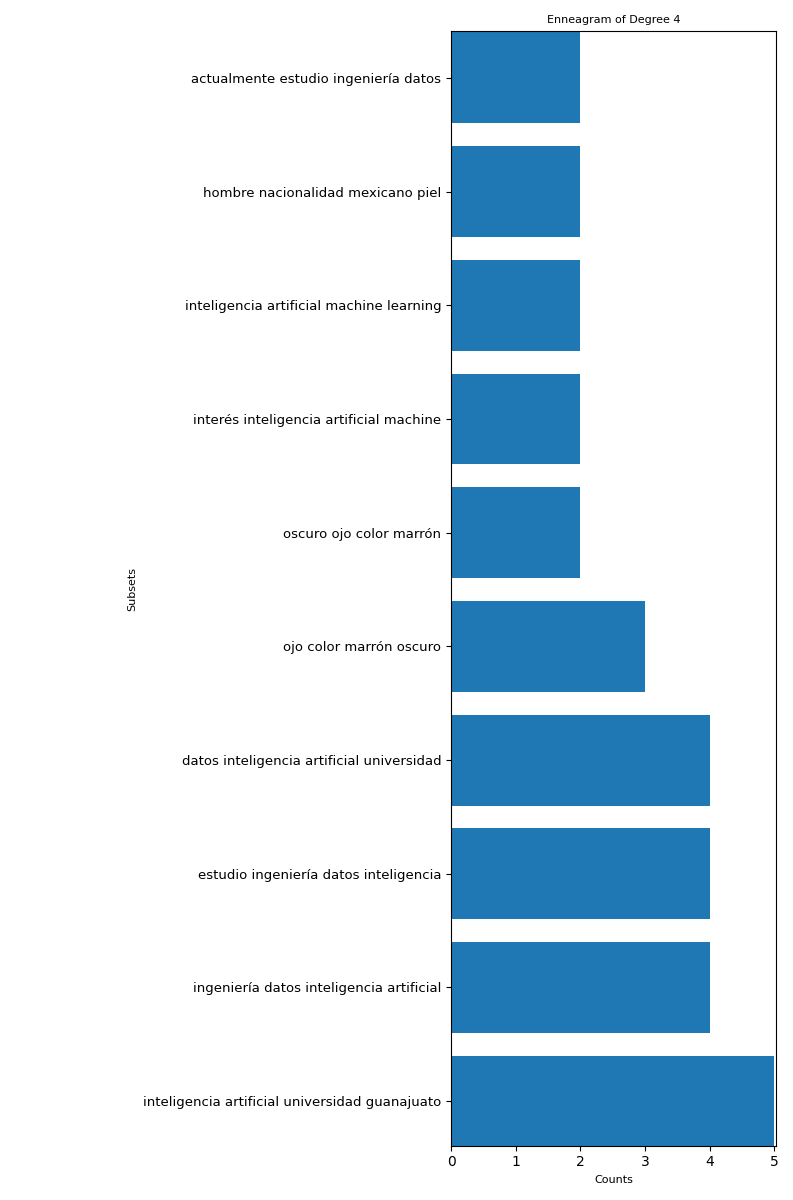 Enneagram of Degree 4
actualmente estudio ingeniería datos
hombre nacionalidad mexicano piel
inteligencia artificial machine learning
interés inteligencia artificial machine
oscuro ojo color marrón
Subsets
ojo color marrón oscuro
datos inteligencia artificial universidad
estudio ingeniería datos inteligencia
ingeniería datos inteligencia artificial
inteligencia artificial universidad guanajuato
0 1 2 3 4 5
Counts